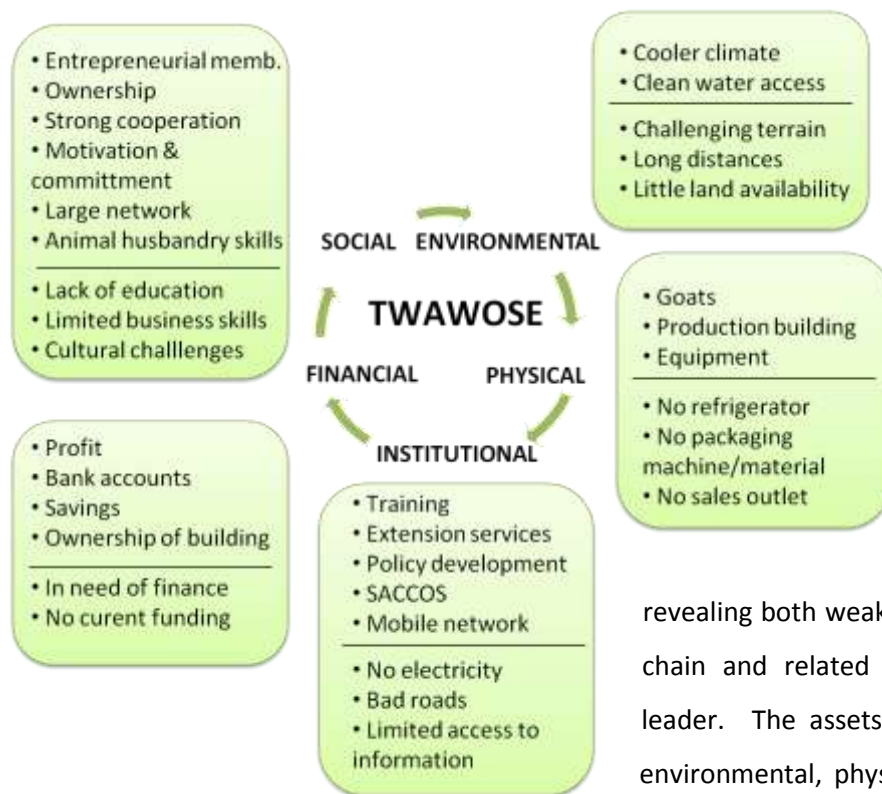 • Entrepreneurial memb.
• Ownership
• Strong cooperation
• Motivation &
committment
• Large network
• Animal husbandry skills
• Lack of education
• Limited business skills
• Cultural challlenges
• Cooler climate
• Clean water access
• Challenging terrain
• Long distances
• Little land availability
SOCIAL ENVIRONMENTAL
TWAWOSE
FINANCIAL PHYSICAL
INSTITUTIONAL
• Goats
• Production building
• Equipment
• No refrigerator
• No packaging
machine/material
• No sales outlet
• Profit
• Bank accounts
• Savings
• Ownership of building
• In need of finance
• No curent funding
• Training
• Extension services
• Policy development
• SACCOS
• Mobile network
• No electricity
• Bad roads
• Limited access to
information
revealing both weak
chain and related
leader. The assets
environmental, phys